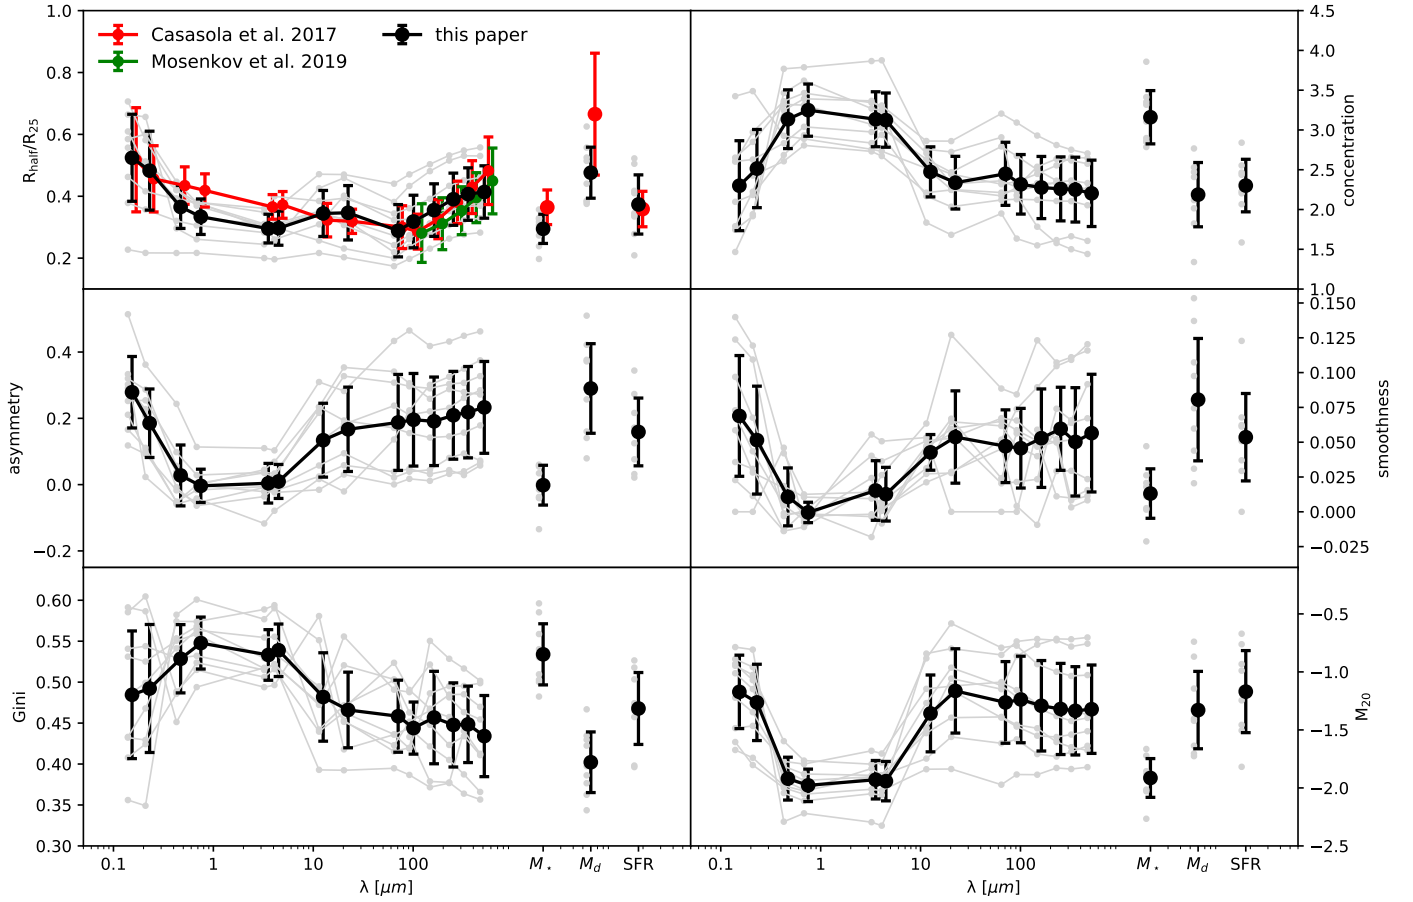 Casasola et al. 2017
Mosenkov et al. 2019
this paper
1.0
0.8
0.6
0.4
0.2
R_half/R_25
4.5
4.0
3.5
3.0
2.5
2.0
1.5
1.0
concentration
0.4
0.2
0.0
−0.2
asymmetry
0.150
0.125
0.100
0.075
0.050
0.025
0.000
−0.025
smoothness
0.60
0.55
0.50
0.45
0.40
0.35
0.30
Gini
−0.5
−1.0
−1.5
−2.0
−2.5
M_20
0.1 1 10 100 M_⋆ M_d SFR
λ [μm]
0.1 1 10 100 M_⋆ M_d SFR
λ [μm]